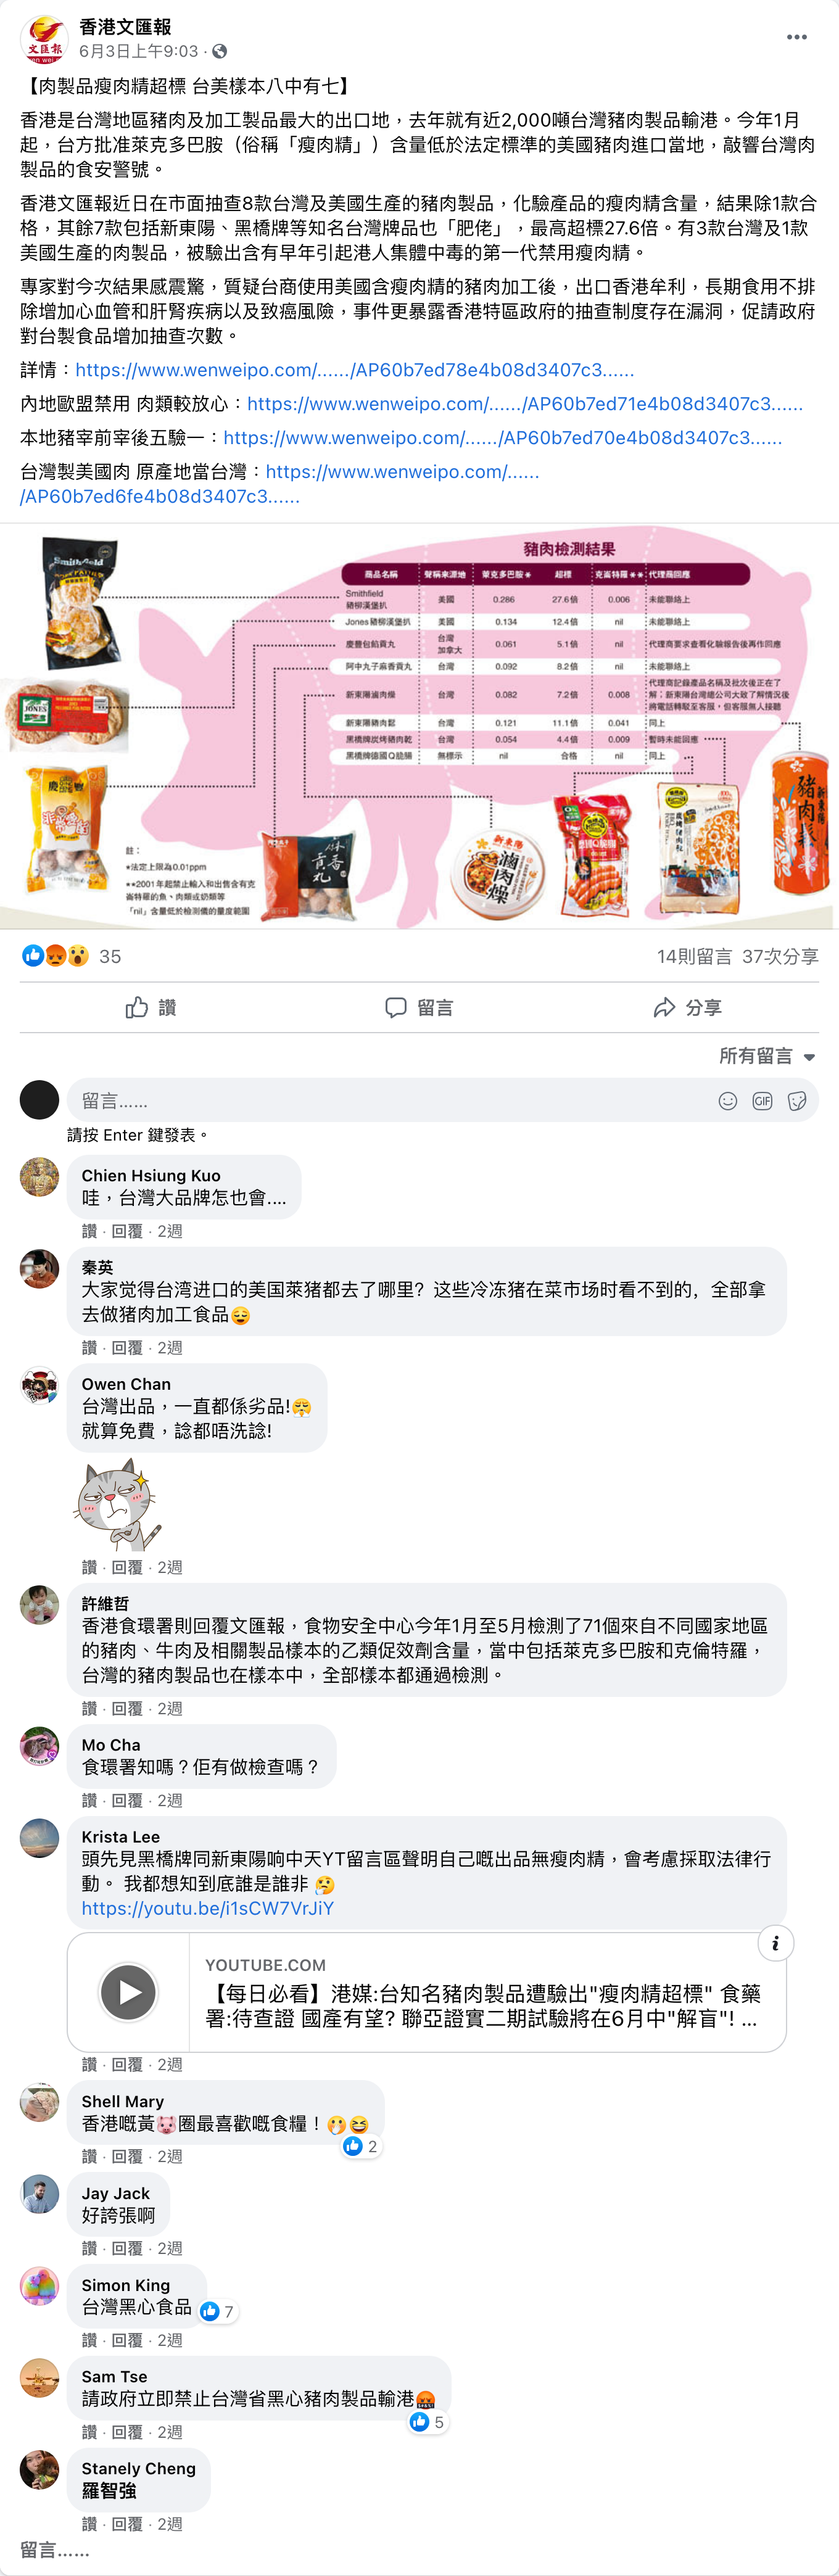 香港文匯報
6月3日上午9:03 ·
【肉製品瘦肉精超標 台美樣本八中有七】
香港是台灣地區豬肉及加工製品最大的出口地，去年就有近2,000噸台灣豬肉製品輸港。今年1月
起，台方批准萊克多巴胺（俗稱「瘦肉精」）含量低於法定標準的美國豬肉進口當地，敲響台灣肉
製品的食安警號。
香港文匯報近日在市面抽查8款台灣及美國生產的豬肉製品，化驗產品的瘦肉精含量，結果除1款合
格，其餘7款包括新東陽、黑橋牌等知名台灣牌品也「肥佬」，最高超標27.6倍。有3款台灣及1款
美國生產的肉製品，被驗出含有早年引起港人集體中毒的第一代禁用瘦肉精。
專家對今次結果感震驚，質疑台商使用美國含瘦肉精的豬肉加工後，出口香港牟利，長期食用不排
除增加心血管和肝腎疾病以及致癌風險，事件更暴露香港特區政府的抽查制度存在漏洞，促請政府
對台製食品增加抽查次數。
詳情：https://www.wenweipo.com/....../AP60b7ed78e4b08d3407c3......
內地歐盟禁用 肉類較放心：https://www.wenweipo.com/....../AP60b7ed71e4b08d3407c3......
本地豬宰前宰後五驗一：https://www.wenweipo.com/....../AP60b7ed70e4b08d3407c3......
台灣製美國肉 原產地當台灣：https://www.wenweipo.com/......
/AP60b7ed6fe4b08d3407c3......
豬肉檢測結果
商品名稱 聲稱來源地 萊克多巴胺* 超標 克崙特羅** 代理商回應
Smithfield
豬柳漢堡扒 美國 0.286 27.6倍 0.006 未能聯絡上
Jones豬柳漢堡扒 美國 0.134 12.4倍 nil 未能聯絡上
慶豐包餡貢丸 台灣
加拿大 0.061 5.1倍 nil 代理商要求查看化驗報告後再作回應
阿中丸子麻香貢丸 台灣 0.092 8.2倍 nil 未能聯絡上
新東陽滷肉燥 台灣 0.082 7.2倍 0.008 代理商記錄產品名稱及批次後正在了
解；新東陽台灣總公司大致了解情況後
將電話轉駁至客服，但客服無人接聽
新東陽豬肉鬆 台灣 0.121 11.1倍 0.041 同上
黑橋牌炭烤豬肉乾 台灣 0.054 4.4倍 0.009 暫時未能回應
黑橋牌德國Q脆腸 無標示 nil 合格 nil 同上
註：
*法定上限為0.01ppm
**2001年起禁止輸入和出售含有克
崙特羅的魚、肉類或奶類等
「nil」含量低於檢測儀的量度範圍
Smithfield
JONES
麻香
貢丸
新東陽
滷肉燥
新東陽
豬肉鬆
35
14則留言 37次分享
讚 留言 分享
所有留言
留言......
GIF
請按 Enter 鍵發表。
Chien Hsiung Kuo
哇，台灣大品牌怎也會....
讚 · 回覆 · 2週
秦英
大家觉得台湾进口的美国莱猪都去了哪里？这些冷冻猪在菜市场时看不到的，全部拿
去做猪肉加工食品😌
讚 · 回覆 · 2週
Owen Chan
台灣出品，一直都係劣品!😤
就算免費，諗都唔洗諗!
讚 · 回覆 · 2週
許維哲
香港食環署則回覆文匯報，食物安全中心今年1月至5月檢測了71個來自不同國家地區
的豬肉、牛肉及相關製品樣本的乙類促效劑含量，當中包括萊克多巴胺和克倫特羅，
台灣的豬肉製品也在樣本中，全部樣本都通過檢測。
讚 · 回覆 · 2週
Mo Cha
食環署知嗎？佢有做檢查嗎？
讚 · 回覆 · 2週
Krista Lee
頭先見黑橋牌同新東陽响中天YT留言區聲明自己嘅出品無瘦肉精，會考慮採取法律行
動。 我都想知到底誰是誰非 🤔
https://youtu.be/i1sCW7VrJiY
YOUTUBE.COM
【每日必看】港媒:台知名豬肉製品遭驗出"瘦肉精超標" 食藥
署:待查證 國產有望? 聯亞證實二期試驗將在6月中"解盲"! ...
讚 · 回覆 · 2週
Shell Mary
香港嘅黃🐷圈最喜歡嘅食糧！🤭😆
2
讚 · 回覆 · 2週
Jay Jack
好誇張啊
讚 · 回覆 · 2週
Simon King
台灣黑心食品
7
讚 · 回覆 · 2週
Sam Tse
請政府立即禁止台灣省黑心豬肉製品輸港🤬
5
讚 · 回覆 · 2週
Stanely Cheng
羅智強
讚 · 回覆 · 2週
留言......